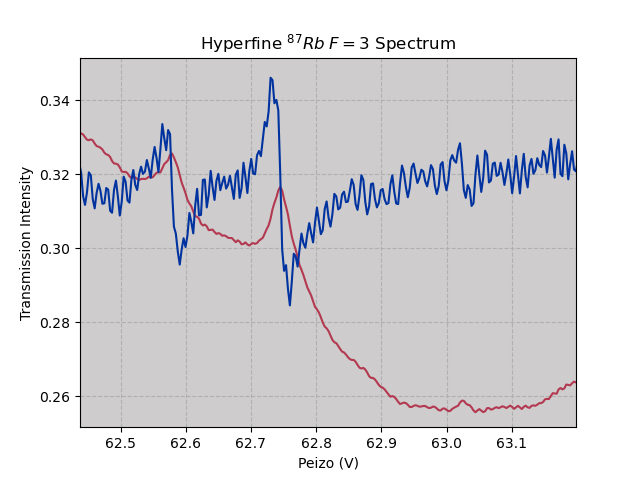 Hyperfine ⁸⁷Rb F = 3 Spectrum
Transmission Intensity
0.34
0.32
0.30
0.28
0.26
62.5 62.6 62.7 62.8 62.9 63.0 63.1
Peizo (V)